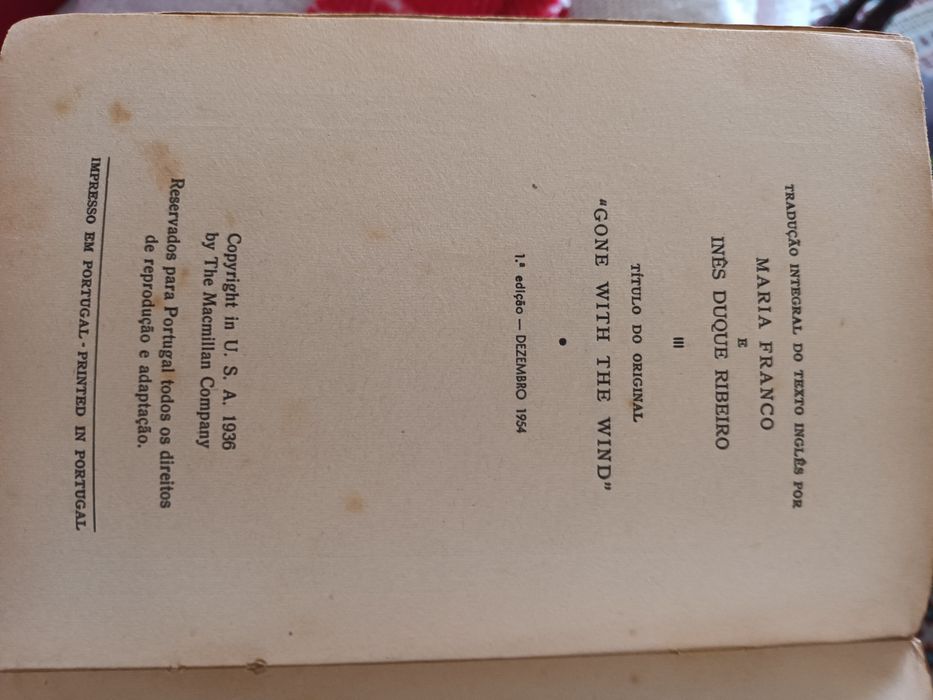 TRADUÇÃO INTEGRAL DO TEXTO INGLÊS POR
MARIA FRANCO
E
INÊS DUQUE RIBEIRO
III
TÍTULO DO ORIGINAL
"GONE WITH THE WIND"
•
1.ª edição — DEZEMBRO 1954
Copyright in U. S. A. 1936
by The Macmillan Company
Reservados para Portugal todos os direitos
de reprodução e adaptação.
IMPRESSO EM PORTUGAL - PRINTED IN PORTUGAL